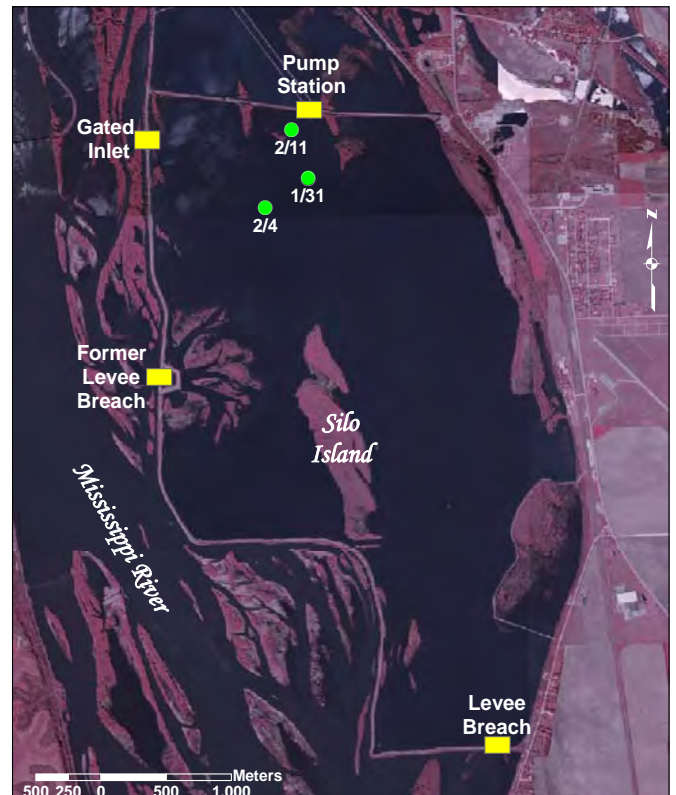 Pump
Station
Gated
Inlet
2/11
1/31
2/4
N
Former
Levee
Breach
Silo
Island
Mississippi River
Levee
Breach
Meters
500 250 0 500 1,000